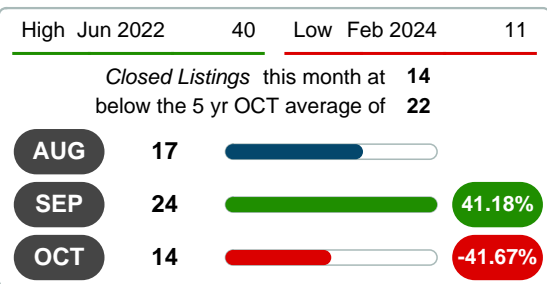 High Jun 2022 40 Low Feb 2024 11
Closed Listings this month at 14
below the 5 yr OCT average of 22
AUG 17
SEP 24 41.18%
OCT 14 -41.67%